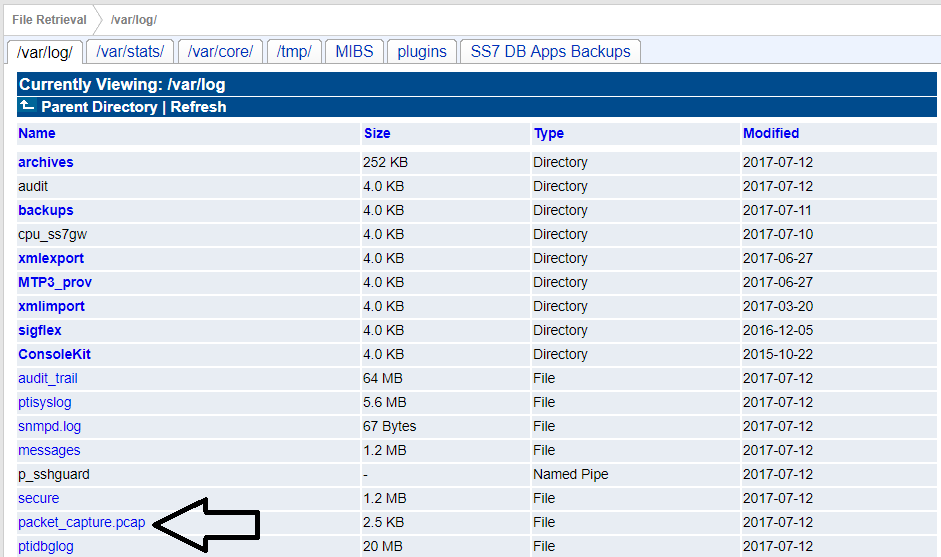 File Retrieval /var/log/
/var/log/ /var/stats/ /var/core/ /tmp/ MIBS plugins SS7 DB Apps Backups
Currently Viewing: /var/log
Parent Directory | Refresh
Name Size Type Modified
archives 252 KB Directory 2017-07-12
audit 4.0 KB Directory 2017-07-12
backups 4.0 KB Directory 2017-07-11
cpu_ss7gw 4.0 KB Directory 2017-07-10
xmlexport 4.0 KB Directory 2017-06-27
MTP3_prov 4.0 KB Directory 2017-06-27
xmlimport 4.0 KB Directory 2017-03-20
sigflex 4.0 KB Directory 2016-12-05
ConsoleKit 4.0 KB Directory 2015-10-22
audit_trail 64 MB File 2017-07-12
ptisyslog 5.6 MB File 2017-07-12
snmpd.log 67 Bytes File 2017-07-12
messages 1.2 MB File 2017-07-12
p_sshguard - Named Pipe 2017-07-12
secure 1.2 MB File 2017-07-12
packet_capture.pcap 2.5 KB File 2017-07-12
ptidbglog 20 MB File 2017-07-12